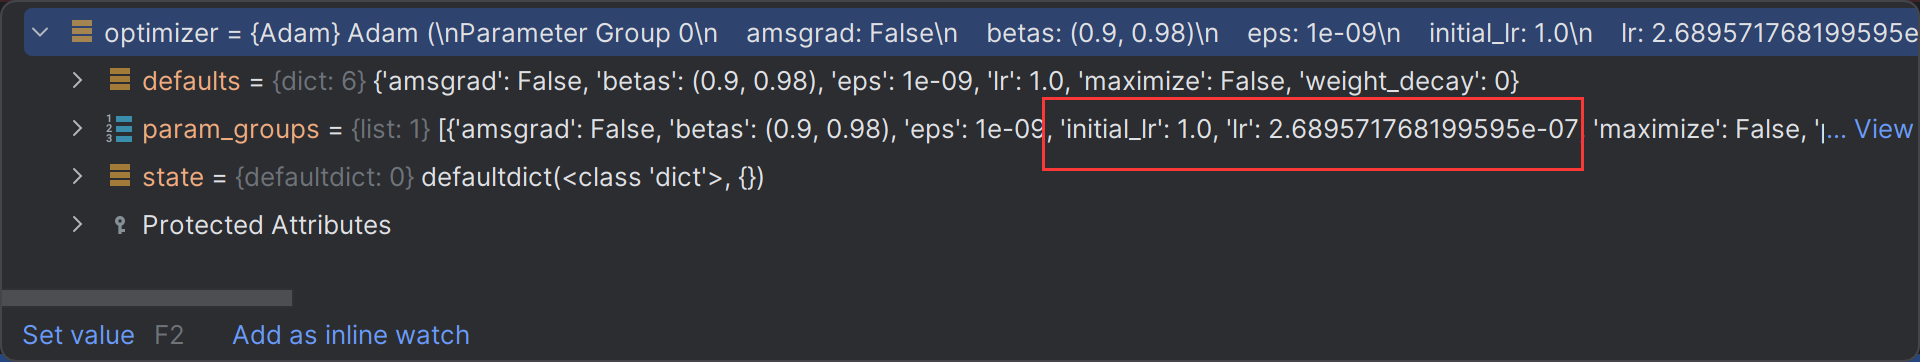 optimizer = {Adam} Adam (\nParameter Group 0\n    amsgrad: False\n    betas: (0.9, 0.98)\n    eps: 1e-09\n    initial_lr: 1.0\n    lr: 2.689571768199595e
defaults = {dict: 6} {'amsgrad': False, 'betas': (0.9, 0.98), 'eps': 1e-09, 'lr': 1.0, 'maximize': False, 'weight_decay': 0}
param_groups = {list: 1} [{'amsgrad': False, 'betas': (0.9, 0.98), 'eps': 1e-09, 'initial_lr': 1.0, 'lr': 2.689571768199595e-07, 'maximize': False, '... View
state = {defaultdict: 0} defaultdict(<class 'dict'>, {})
Protected Attributes
Set value F2 Add as inline watch